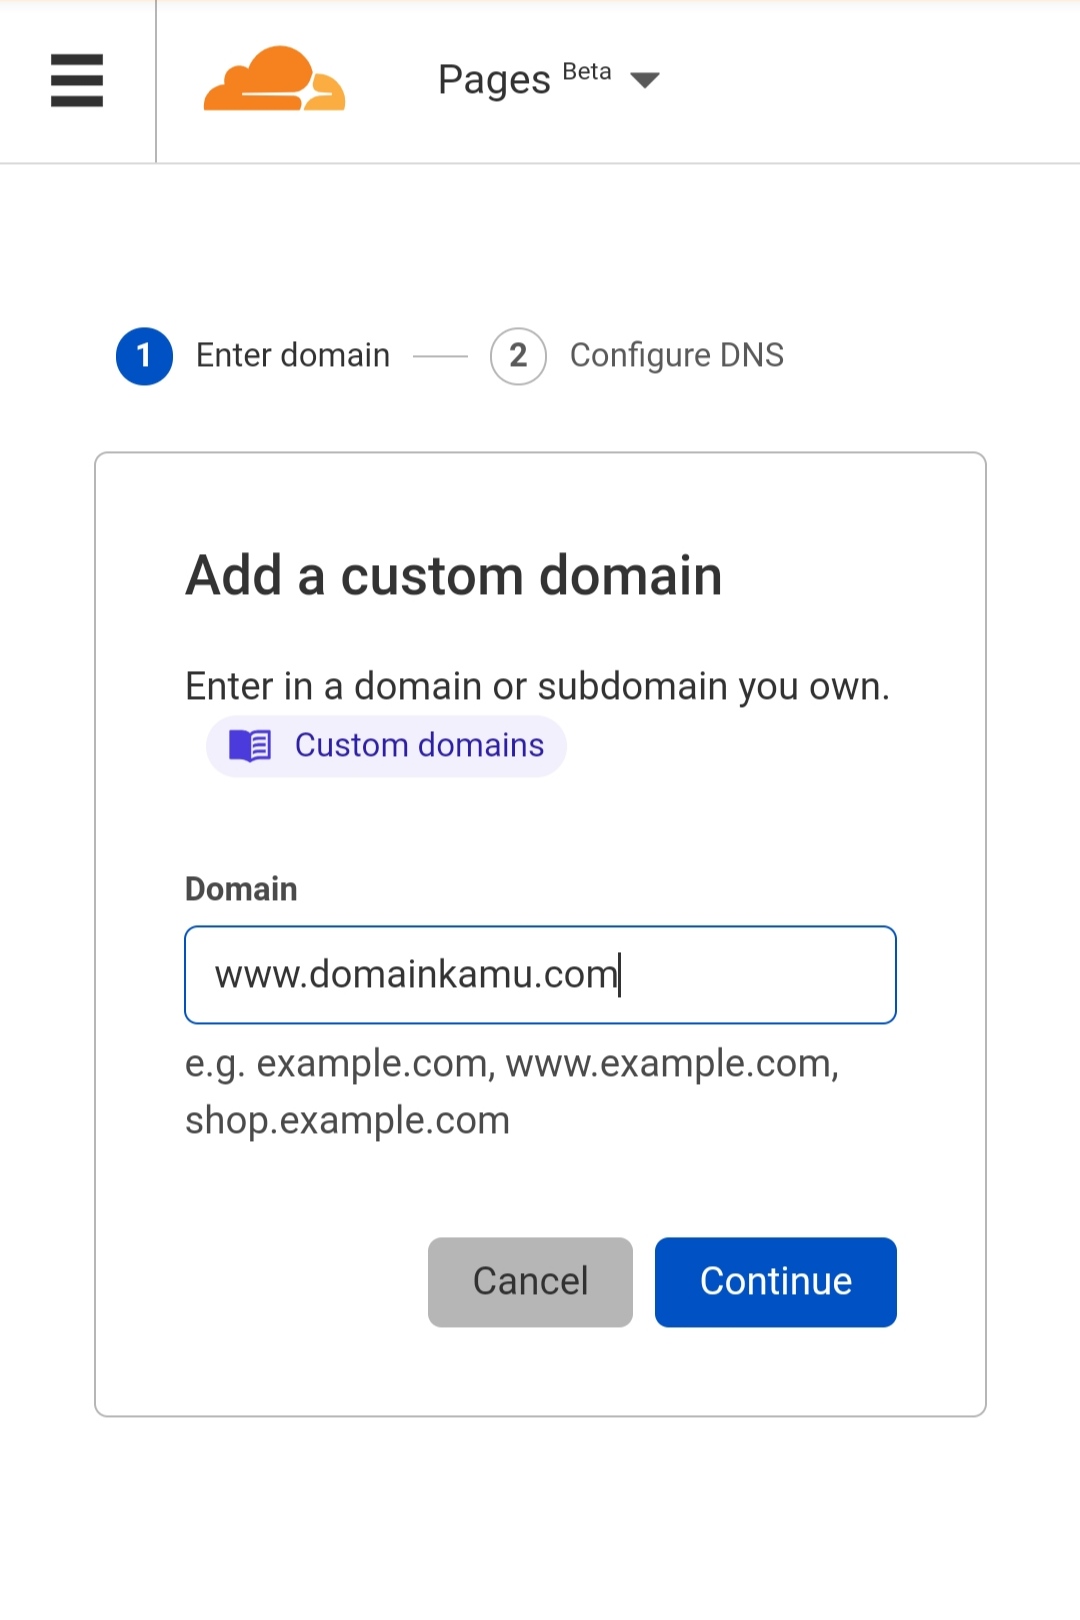 Pages Beta
1 Enter domain 2 Configure DNS
Add a custom domain
Enter in a domain or subdomain you own.
Custom domains
Domain
www.domainkamu.com
e.g. example.com, www.example.com,
shop.example.com
Cancel Continue